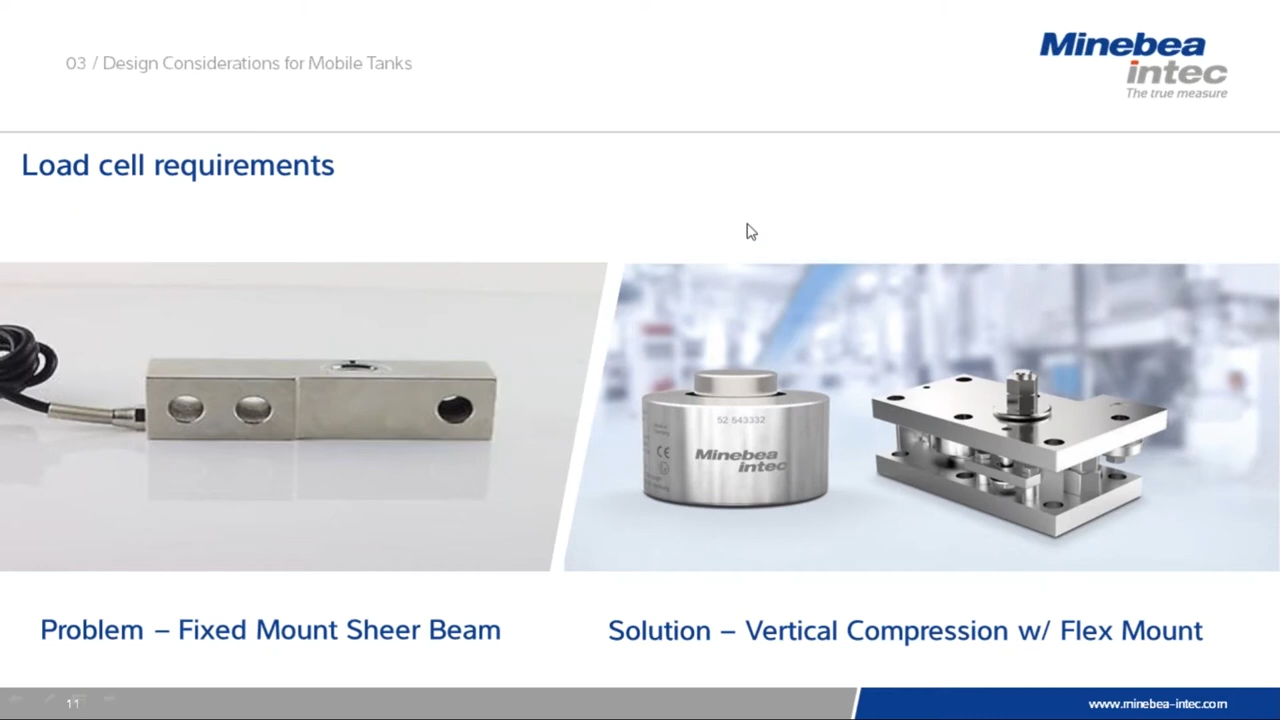 03 / Design Considerations for Mobile Tanks
Minebea
intec
The true measure
Load cell requirements
52 543332
CE
Minebea
intec
Problem – Fixed Mount Sheer Beam
Solution – Vertical Compression w/ Flex Mount
11
www.minebea-intec.com